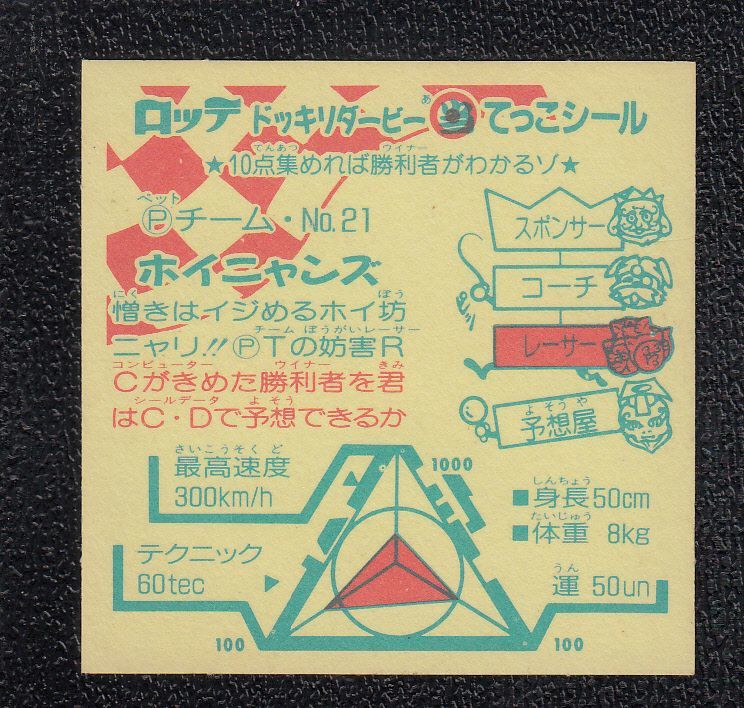 ロッテ ドッキリダービー 当てっこシール
★10点集めれば勝利者がわかるゾ★
Ⓟチーム・No.21
ホイニャンズ
憎きはイジめるホイ坊
ニャリ!! ⓅTの妨害R
Cがきめた勝利者を君
はC・Dで予想できるか
スポンサー
コーチ
レーサー
予想屋
最高速度
300km/h
1000
■身長50cm
■体重 8kg
テクニック
60tec
運 50un
100
100